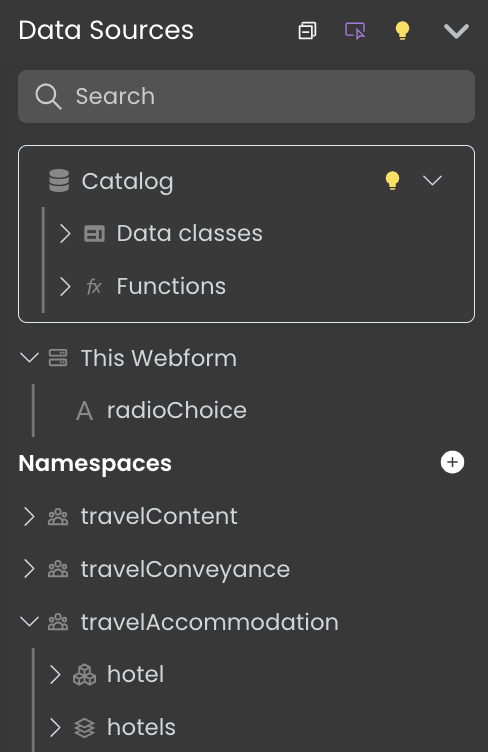 Data Sources
Search
Catalog
Data classes
fx Functions
This Webform
A radioChoice
Namespaces
travelContent
travelConveyance
travelAccommodation
hotel
hotels